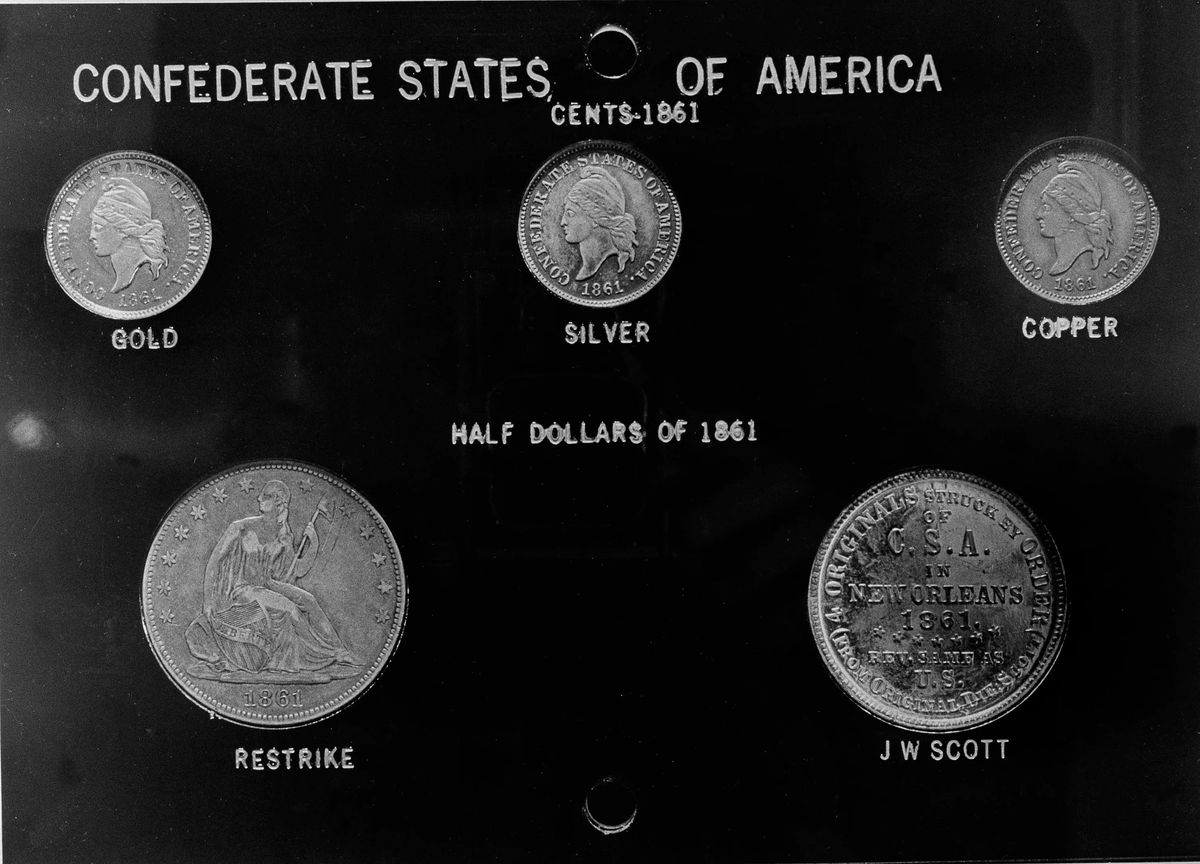 CONFEDERATE STATES OF AMERICA
CENTS-1861
CONFEDERATE STATES OF AMERICA.
1861
GOLD
CONFEDERATE STATES OF AMERICA.
1861
SILVER
CONFEDERATE STATES OF AMERICA.
1861
COPPER
HALF DOLLARS OF 1861
1861
RESTRIKE
4 ORIGINALS STRUCK BY ORDER
OF
C. S. A.
IN
NEW ORLEANS
1861.
REV. SAME AS
U.S.
(FROM ORIGINAL DIE·SCOTT)
J W SCOTT